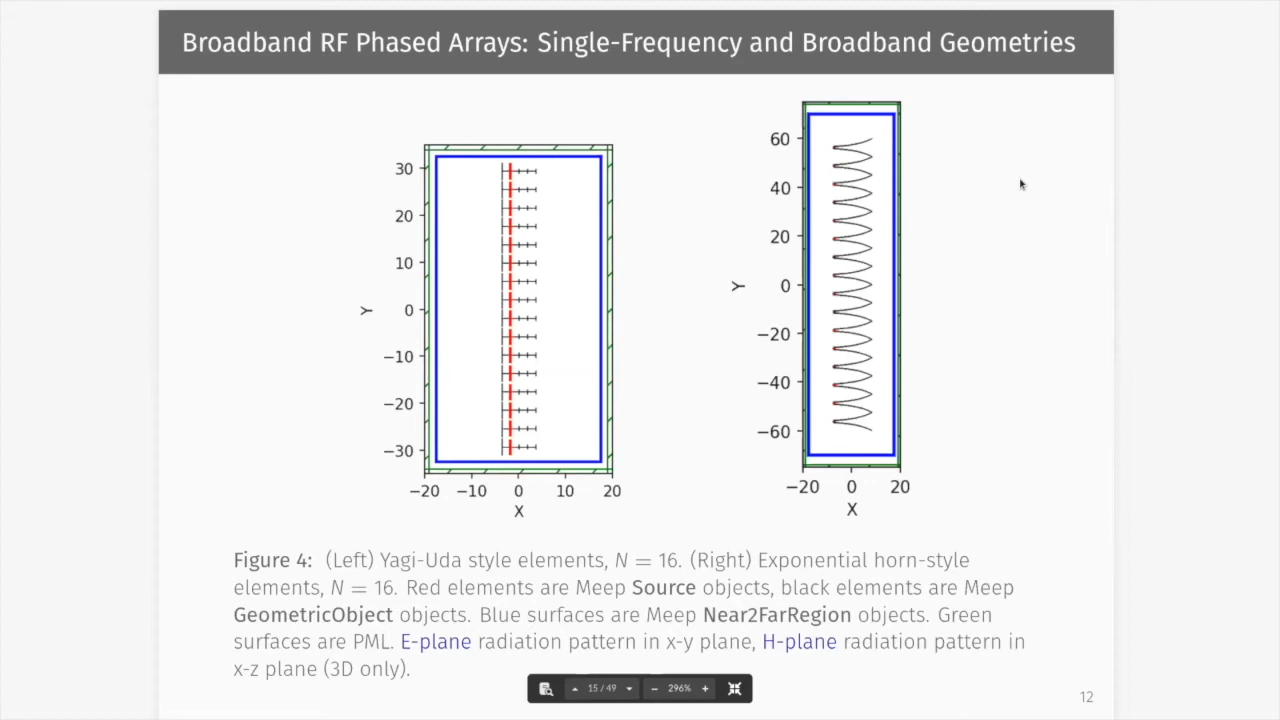 Broadband RF Phased Arrays: Single-Frequency and Broadband Geometries
30
20
10
0
−10
−20
−30
Y
−20 −10 0 10 20
X
60
40
20
0
−20
−40
−60
Y
−20 0 20
X
Figure 4: (Left) Yagi-Uda style elements, N = 16. (Right) Exponential horn-style
elements, N = 16. Red elements are Meep Source objects, black elements are Meep
GeometricObject objects. Blue surfaces are Meep Near2FarRegion objects. Green
surfaces are PML. E-plane radiation pattern in x-y plane, H-plane radiation pattern in
x-z plane (3D only).
15 / 49 − 296% +
12